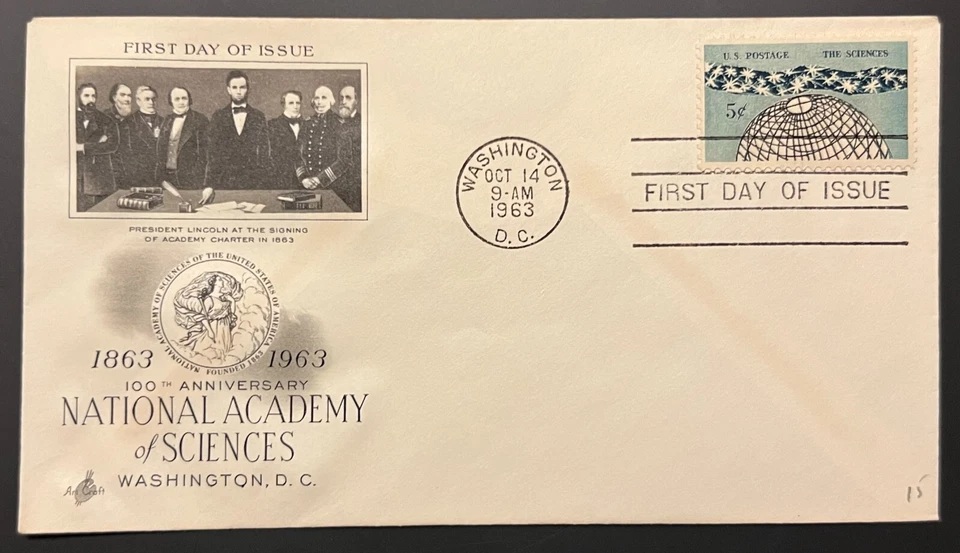 FIRST DAY OF ISSUE
PRESIDENT LINCOLN AT THE SIGNING
OF ACADEMY CHARTER IN 1863
NATIONAL ACADEMY OF SCIENCES OF THE UNITED STATES OF AMERICA
FOUNDED 1863
1863 1963
100TH ANNIVERSARY
NATIONAL ACADEMY
of SCIENCES
WASHINGTON, D. C.
Art Craft
WASHINGTON
OCT 14
9-AM
1963
D. C.
U. S. POSTAGE THE SCIENCES
5¢
FIRST DAY OF ISSUE
15